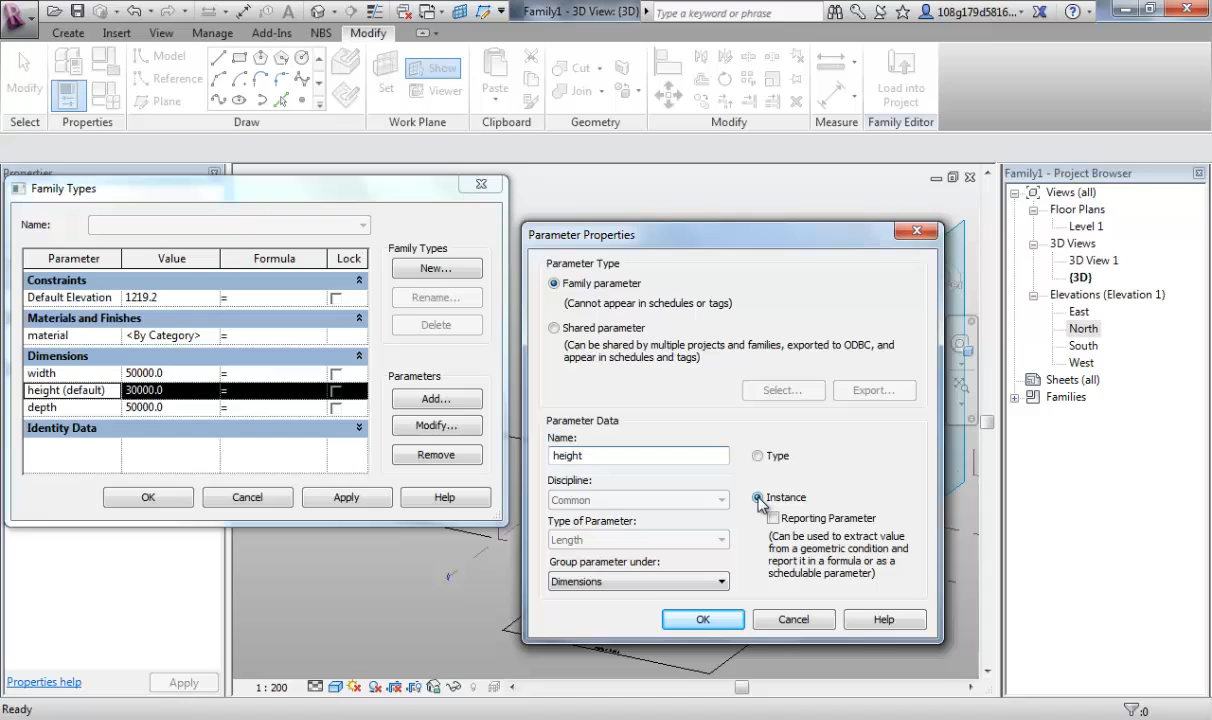 Family1 - 3D View: {3D}
Type a keyword or phrase
108g179d5816...
Create Insert View Manage Add-Ins NBS Modify
Modify
Model
Reference
Plane
Set
Show
Viewer
Paste
Cut
Join
Load into
Project
Select Properties Draw Work Plane Clipboard Geometry Modify Measure Family Editor
Properties
Family Types
Name:
Parameter Value Formula Lock
Constraints
Default Elevation 1219.2 =
Materials and Finishes
material <By Category> =
Dimensions
width 50000.0 =
height (default) 30000.0 =
depth 50000.0 =
Identity Data
Family Types
New...
Rename...
Delete
Parameters
Add...
Modify...
Remove
OK Cancel Apply Help
Parameter Properties
Parameter Type
Family parameter
(Cannot appear in schedules or tags)
Shared parameter
(Can be shared by multiple projects and families, exported to ODBC, and
appear in schedules and tags)
Select... Export...
Parameter Data
Name:
height
Discipline:
Common
Type of Parameter:
Length
Group parameter under:
Dimensions
Type
Instance
Reporting Parameter
(Can be used to extract value
from a geometric condition and
report it in a formula or as a
schedulable parameter)
OK Cancel Help
Family1 - Project Browser
Views (all)
Floor Plans
Level 1
3D Views
3D View 1
{3D}
Elevations (Elevation 1)
East
North
South
West
Sheets (all)
Families
Properties help Apply
1 : 200
Ready
:0